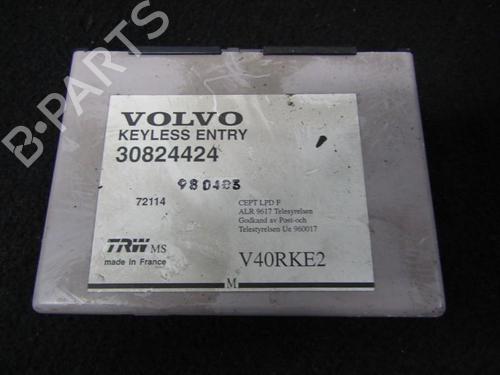 B-PARTS
VOLVO
KEYLESS ENTRY
30824424
980403
72114
CEPT LPD F
ALR 9617 Telesyrelsen
Godkand av Post-och
Telestyrelsen Ue 960017
TRW MS
made in France
V40RKE2
M